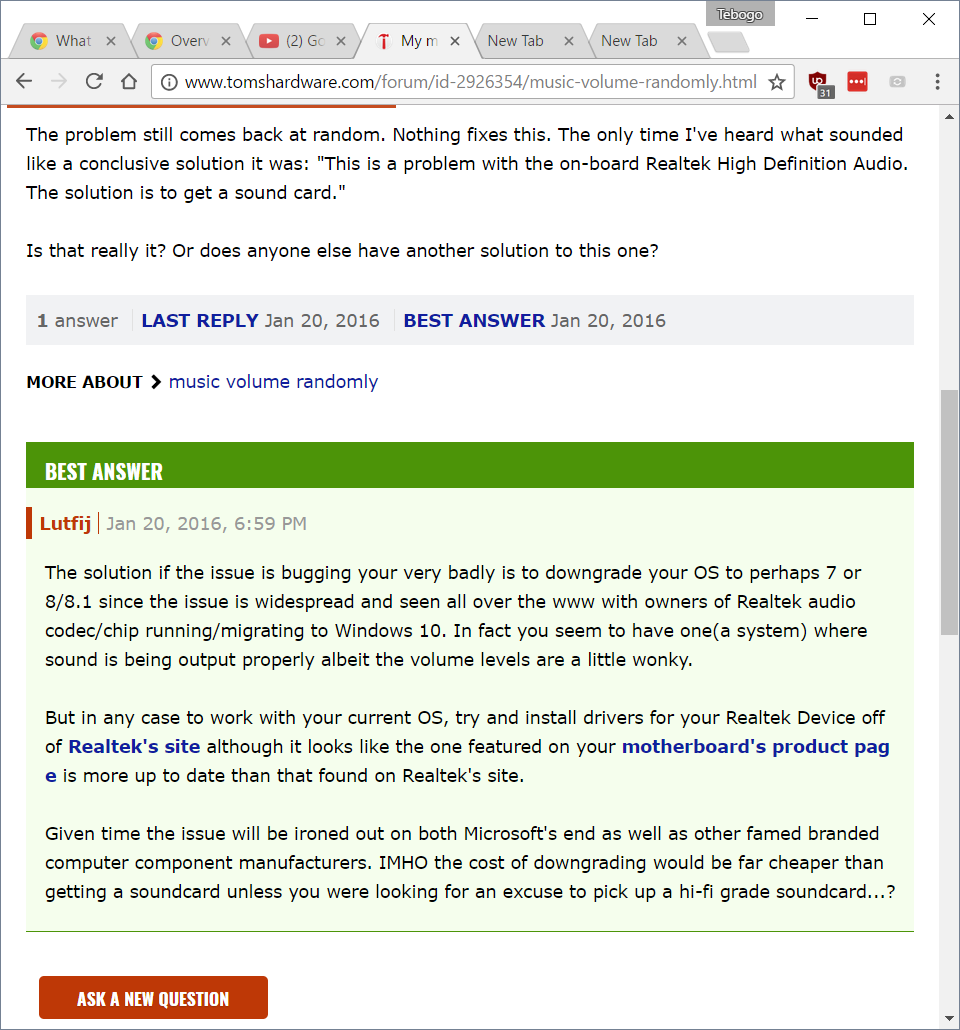 Tebogo
What
Overv
(2) Go
My m
New Tab
New Tab
www.tomshardware.com/forum/id-2926354/music-volume-randomly.html
31
The problem still comes back at random. Nothing fixes this. The only time I've heard what sounded
like a conclusive solution it was: "This is a problem with the on-board Realtek High Definition Audio.
The solution is to get a sound card."
Is that really it? Or does anyone else have another solution to this one?
1 answer LAST REPLY Jan 20, 2016 BEST ANSWER Jan 20, 2016
MORE ABOUT music volume randomly
BEST ANSWER
Lutfij Jan 20, 2016, 6:59 PM
The solution if the issue is bugging your very badly is to downgrade your OS to perhaps 7 or
8/8.1 since the issue is widespread and seen all over the www with owners of Realtek audio
codec/chip running/migrating to Windows 10. In fact you seem to have one(a system) where
sound is being output properly albeit the volume levels are a little wonky.
But in any case to work with your current OS, try and install drivers for your Realtek Device off
of Realtek's site although it looks like the one featured on your motherboard's product pag
e is more up to date than that found on Realtek's site.
Given time the issue will be ironed out on both Microsoft's end as well as other famed branded
computer component manufacturers. IMHO the cost of downgrading would be far cheaper than
getting a soundcard unless you were looking for an excuse to pick up a hi-fi grade soundcard...?
ASK A NEW QUESTION